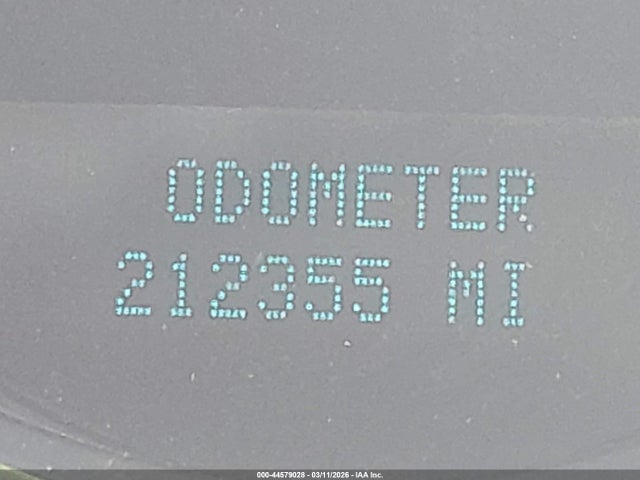 ODOMETER
212355 MI
000-44579028 - 03/11/2026 - IAA Inc.